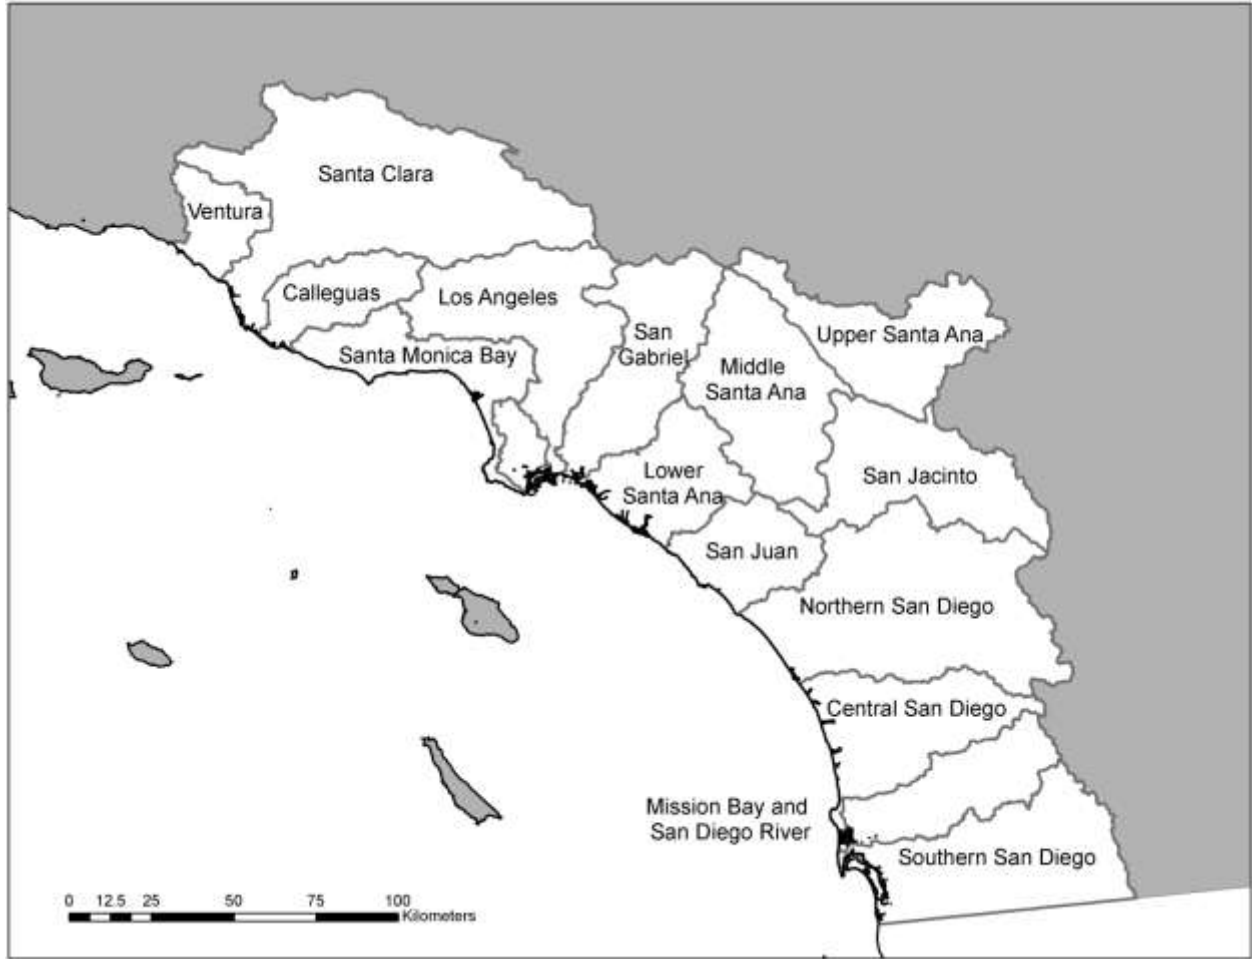 Santa Clara
Ventura
Calleguas
Los Angeles
San
Gabriel
Upper Santa Ana
Santa Monica Bay
Middle
Santa Ana
Lower
Santa Ana
San Jacinto
San Juan
Northern San Diego
Central San Diego
Mission Bay and
San Diego River
Southern San Diego
0 12.5 25 50 75 100
Kilometers